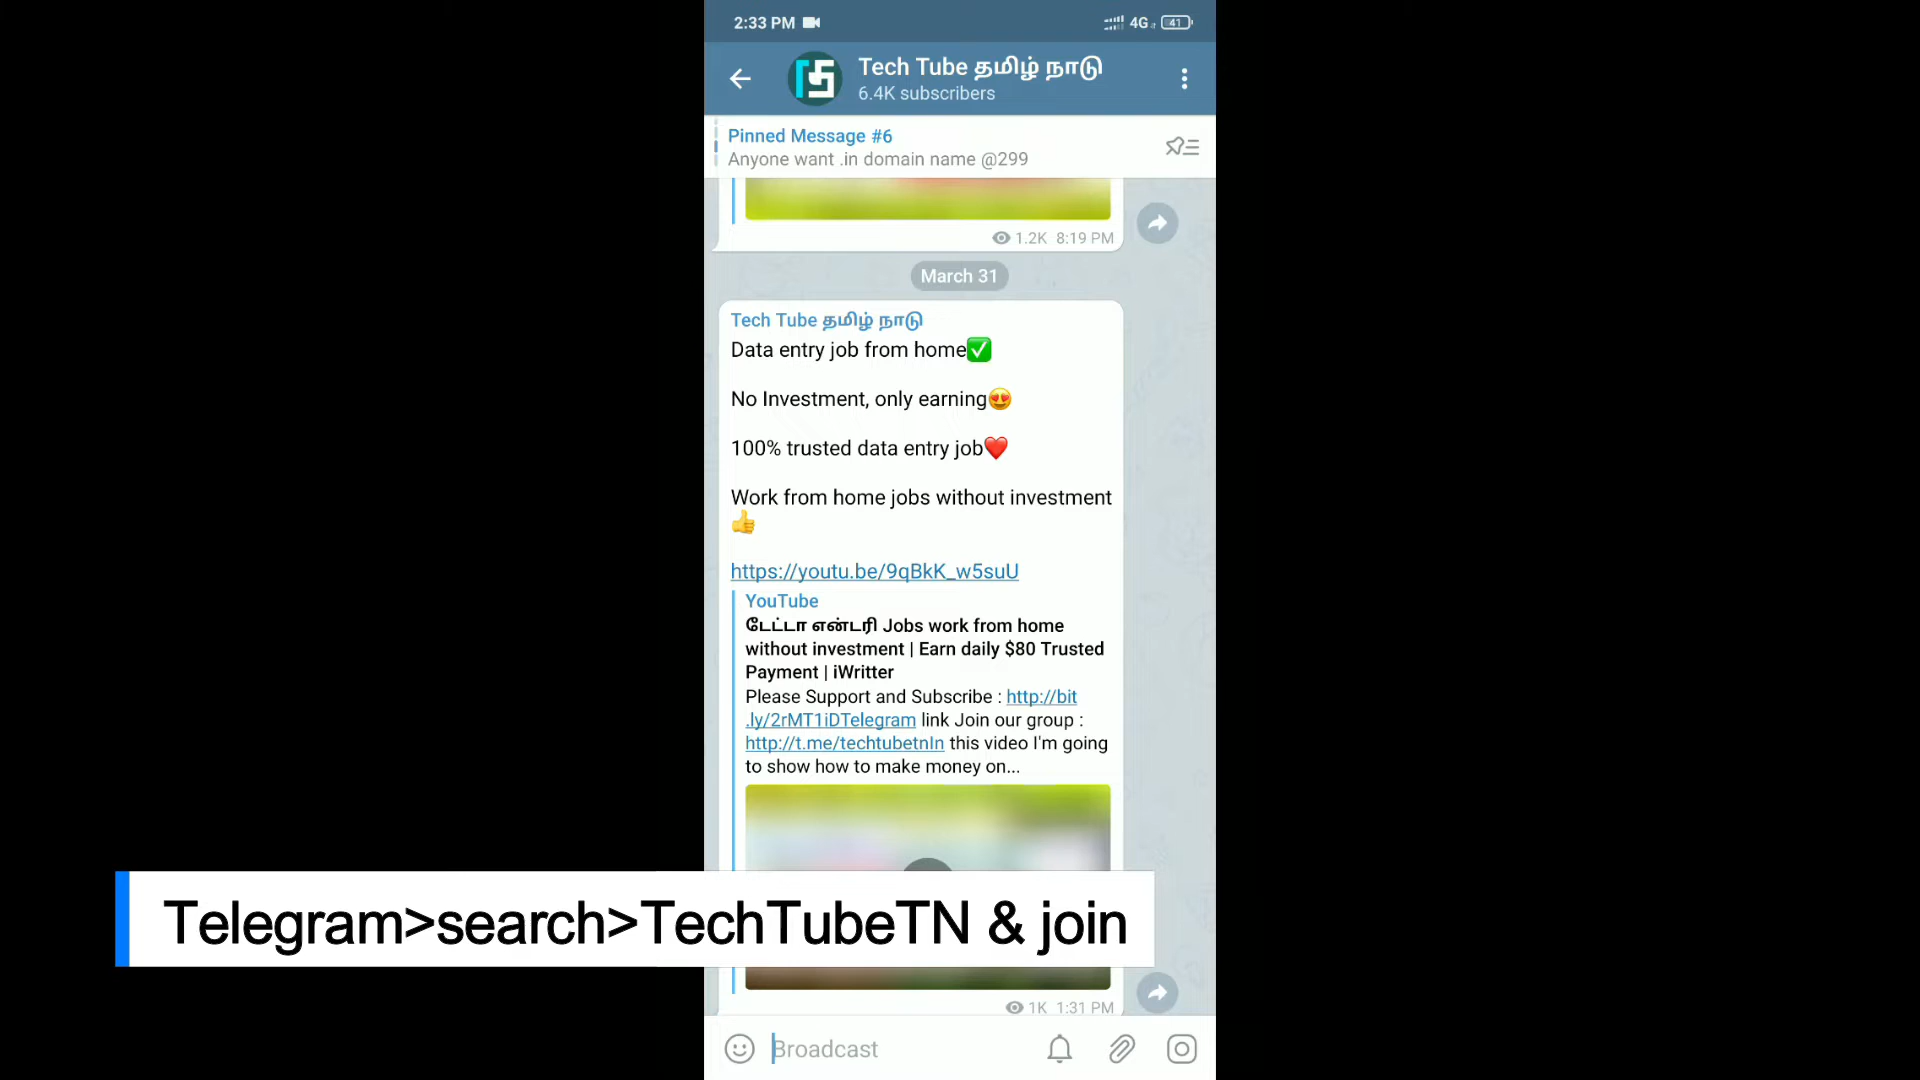 2:33 PM
4G 41
Tech Tube தமிழ் நாடு
6.4K subscribers
Pinned Message #6
Anyone want .in domain name @299
1.2K 8:19 PM
March 31
Tech Tube தமிழ் நாடு
Data entry job from home✅
No Investment, only earning😍
100% trusted data entry job❤️
Work from home jobs without investment
👍
https://youtu.be/9qBkK_w5suU
YouTube
டேட்டா என்டரி Jobs work from home
without investment | Earn daily $80 Trusted
Payment | iWritter
Please Support and Subscribe : http://bit
.ly/2rMT1iDTelegram link Join our group :
http://t.me/techtubetnIn this video I'm going
to show how to make money on...
Telegram>search>TechTubeTN & join
1K 1:31 PM
Broadcast